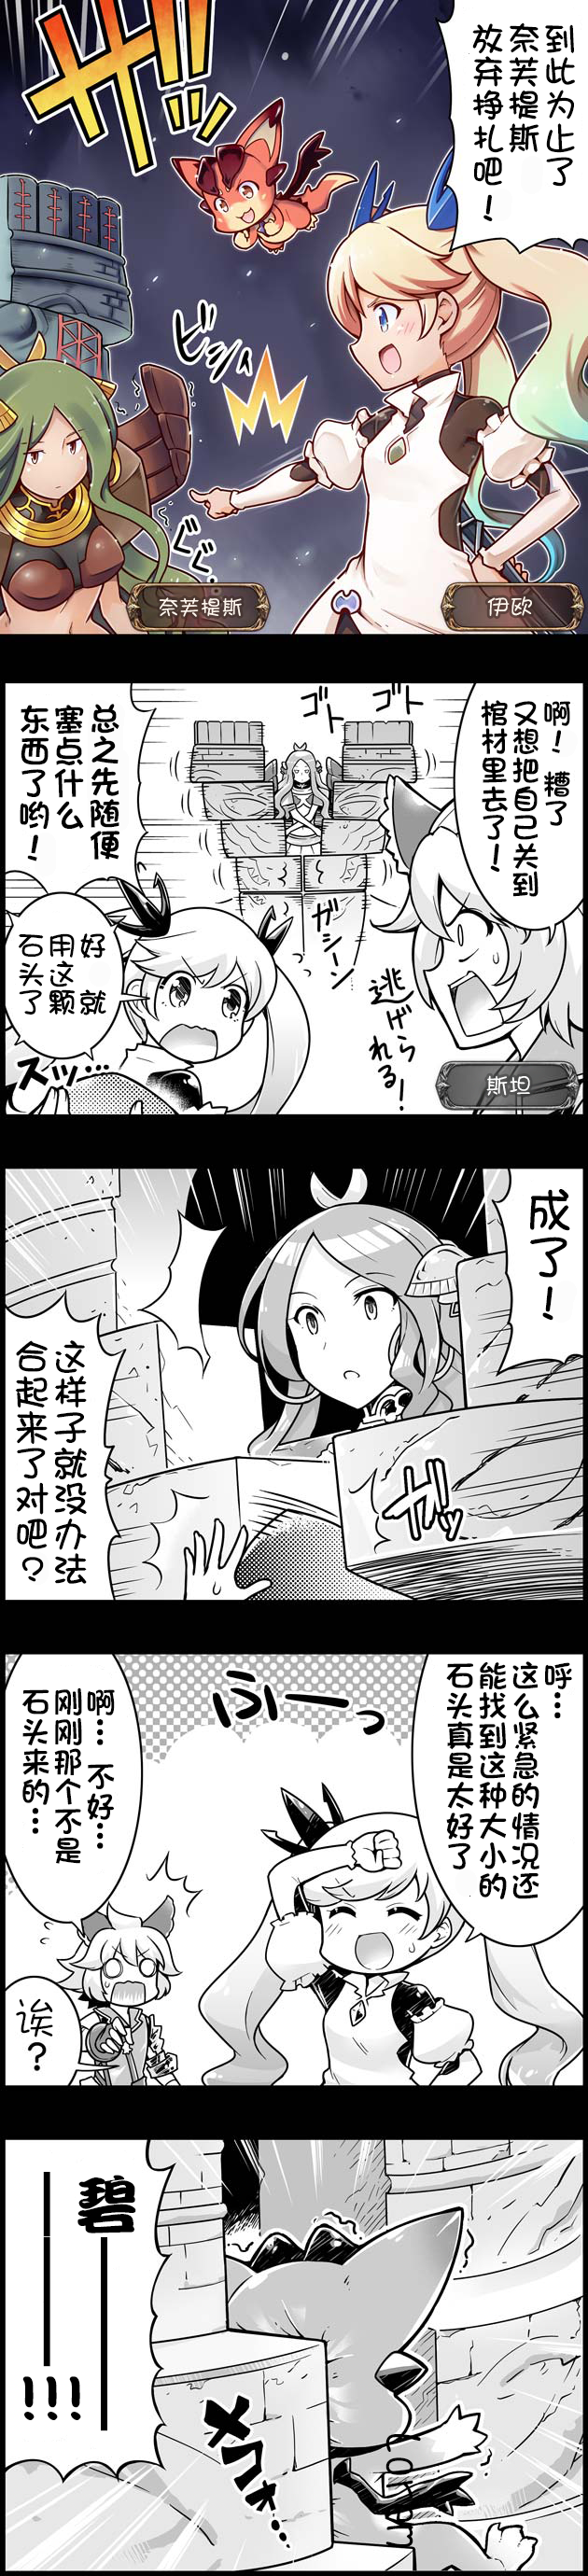 到此为止了
奈芙提斯
放弃挣扎吧！
ザッ
ビシィ
ぐぐ…
奈芙提斯
伊欧
啊！糟了
又想把自己关到
棺材里去了！
ゴト
ゴト
总之先随便
塞点什么
东西了哟！
ガシーン
逃げら
れる！
好 就
用这颗
石头了
スッ…
斯坦
成了！
ガッ
这样子就没办法
合起来了对吧？
呼…
这么紧急的情况还
能找到这种大小的
石头真是太好了
ふーっ
啊…不好…
刚刚那个不是
石头来的…
诶？
碧——
——!!!
メキ…